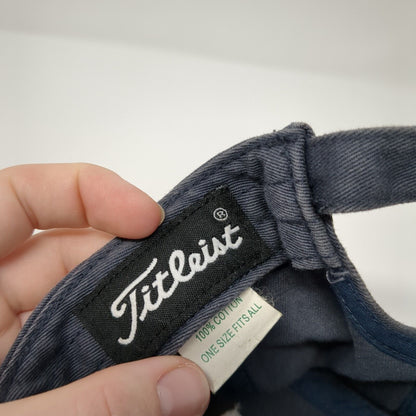 Titleist®
100% COTTON
ONE SIZE FITS ALL